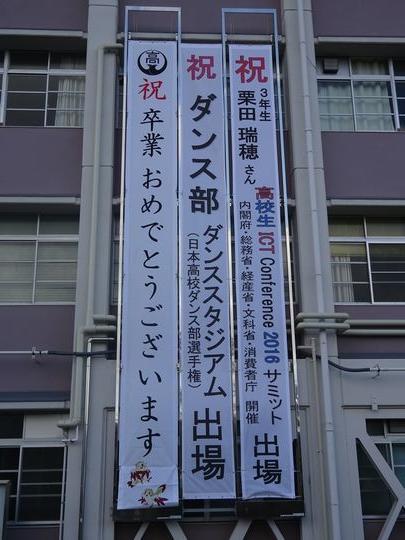 祝
3年生
栗田 瑞穂 さん
高校生 ICT Conference 2016 サミット
内閣府・総務省・経産省・文科省・消費者庁 開催
出場
祝
ダンス部
ダンススタジアム
(日本高校ダンス部選手権)
出場
高
祝
卒業 おめでとうございます